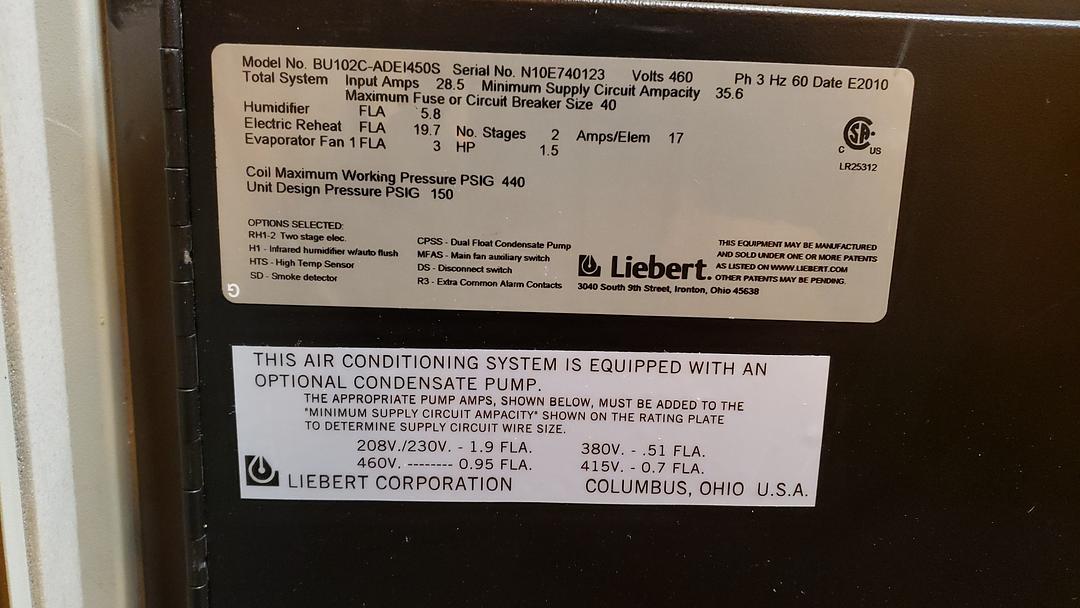 Model No. BU102C-ADEI450S Serial No. N10E740123 Volts 460 Ph 3 Hz 60 Date E2010
Total System Input Amps 28.5 Minimum Supply Circuit Ampacity 35.6
Maximum Fuse or Circuit Breaker Size 40
Humidifier FLA 5.8
Electric Reheat FLA 19.7 No. Stages 2 Amps/Elem 17
Evaporator Fan 1 FLA 3 HP 1.5
C SA US
LR25312
Coil Maximum Working Pressure PSIG 440
Unit Design Pressure PSIG 150
OPTIONS SELECTED:
RH1-2 Two stage elec.
H1 - Infrared humidifier w/auto flush
HTS - High Temp Sensor
SD - Smoke detector
CPSS - Dual Float Condensate Pump
MFAS - Main fan auxiliary switch
DS - Disconnect switch
R3 - Extra Common Alarm Contacts
Liebert.
3040 South 9th Street, Ironton, Ohio 45638
THIS EQUIPMENT MAY BE MANUFACTURED
AND SOLD UNDER ONE OR MORE PATENTS
AS LISTED ON WWW.LIEBERT.COM
OTHER PATENTS MAY BE PENDING.
G
THIS AIR CONDITIONING SYSTEM IS EQUIPPED WITH AN
OPTIONAL CONDENSATE PUMP.
THE APPROPRIATE PUMP AMPS, SHOWN BELOW, MUST BE ADDED TO THE
"MINIMUM SUPPLY CIRCUIT AMPACITY" SHOWN ON THE RATING PLATE
TO DETERMINE SUPPLY CIRCUIT WIRE SIZE.
208V./230V. - 1.9 FLA. 380V. - .51 FLA.
460V. -------- 0.95 FLA. 415V. - 0.7 FLA.
LIEBERT CORPORATION COLUMBUS, OHIO U.S.A.